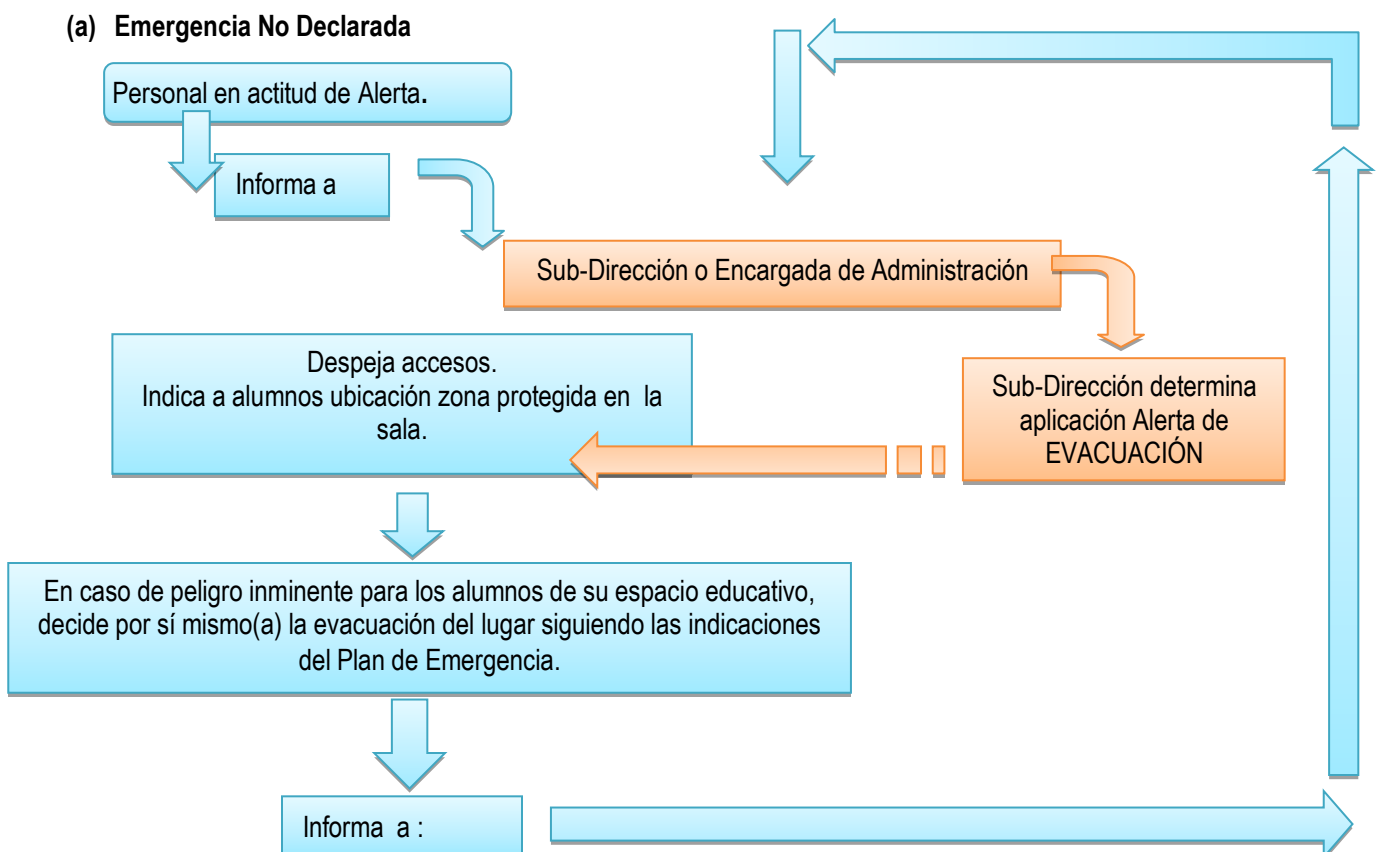 (a) Emergencia No Declarada
Personal en actitud de Alerta.
Informa a
Sub-Dirección o Encargada de Administración
Despeja accesos.
Indica a alumnos ubicación zona protegida en la
sala.
Sub-Dirección determina
aplicación Alerta de
EVACUACIÓN
En caso de peligro inminente para los alumnos de su espacio educativo,
decide por sí mismo(a) la evacuación del lugar siguiendo las indicaciones
del Plan de Emergencia.
Informa a :